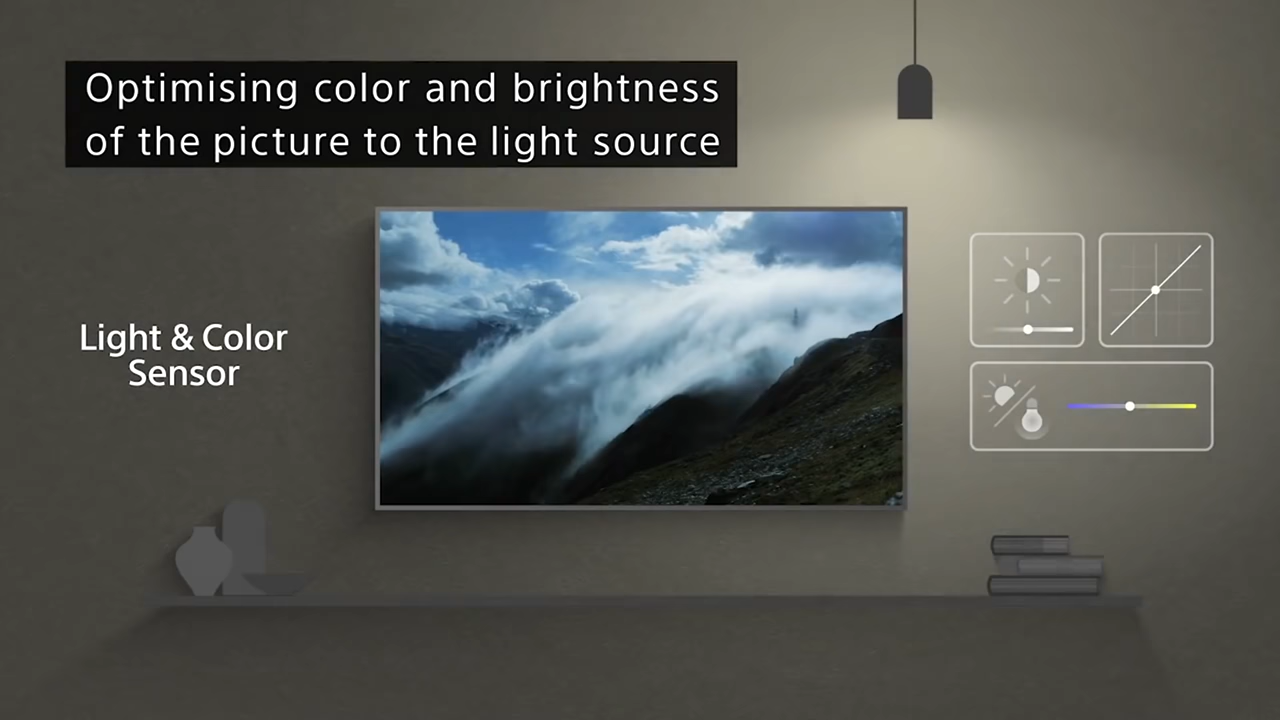 Optimising color and brightness
of the picture to the light source
Light & Color
Sensor